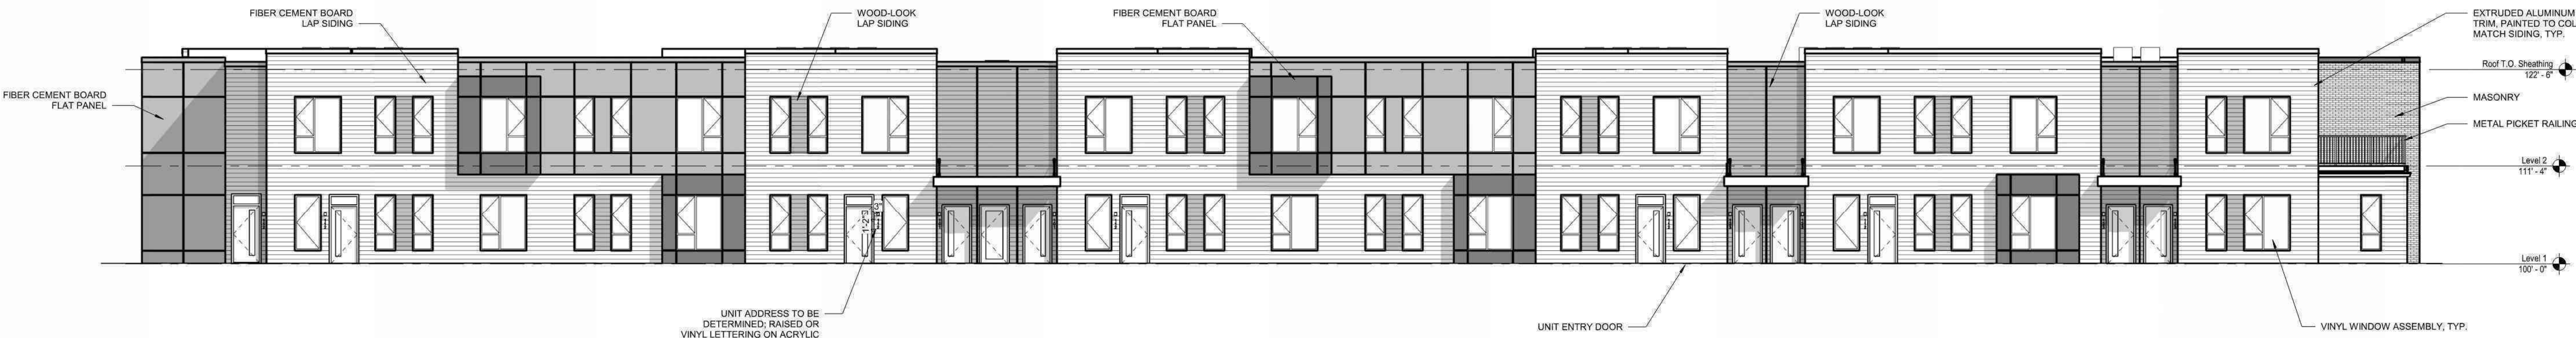 FIBER CEMENT BOARD
LAP SIDING
WOOD-LOOK
LAP SIDING
FIBER CEMENT BOARD
FLAT PANEL
WOOD-LOOK
LAP SIDING
EXTRUDED ALUMINUM
TRIM, PAINTED TO COL
MATCH SIDING, TYP.
Roof T.O. Sheathing
122' - 6"
FIBER CEMENT BOARD
FLAT PANEL
MASONRY
METAL PICKET RAILING
Level 2
111' - 4"
3"
1'-2"
Level 1
100' - 0"
UNIT ADDRESS TO BE
DETERMINED; RAISED OR
VINYL LETTERING ON ACRYLIC
UNIT ENTRY DOOR
VINYL WINDOW ASSEMBLY, TYP.